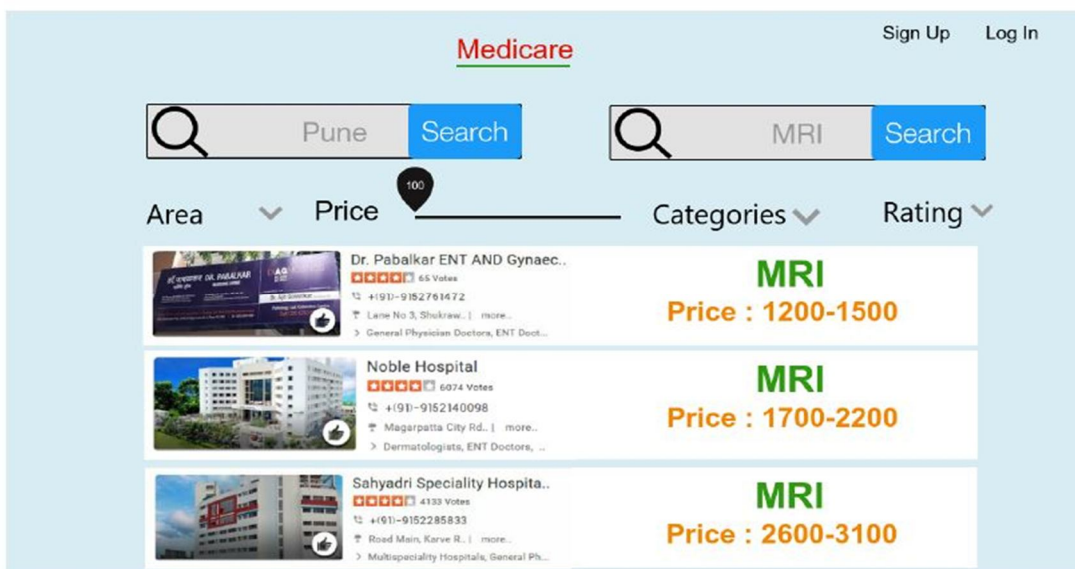 Sign Up Log In
Medicare
Pune Search
MRI Search
100
Area Price Categories Rating
डॉ. पाबळकर DR. PABALKAR
Dr. Pabalkar ENT AND Gynaec..
65 Votes
+(91)-9152761472
Lane No 3, Shukraw.. | more..
> General Physician Doctors, ENT Doct...
MRI
Price : 1200-1500
Noble Hospital
6074 Votes
+(91)-9152140098
Magarpatta City Rd.. | more..
> Dermatologists, ENT Doctors, ...
MRI
Price : 1700-2200
Sahyadri Speciality Hospita..
4133 Votes
+(91)-9152285833
Road Main, Karve R.. | more..
> Multispeciality Hospitals, General Ph...
MRI
Price : 2600-3100